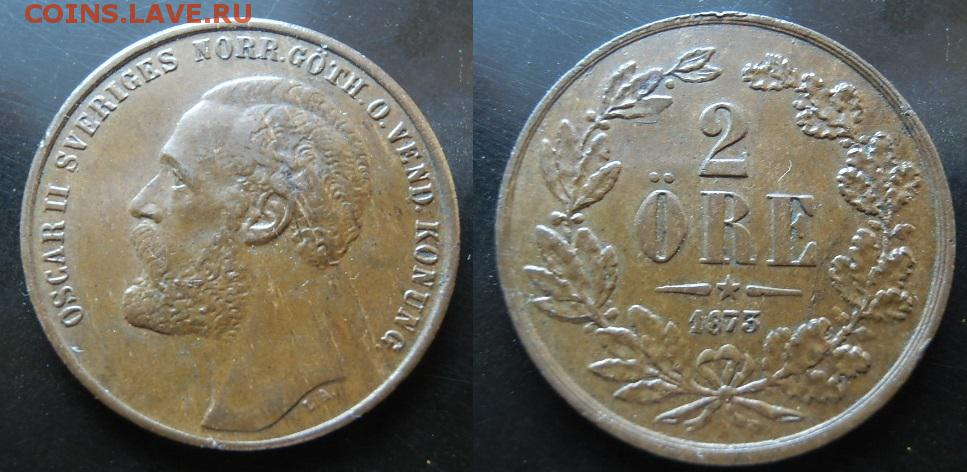 COINS.LAVE.RU
OSCAR II SVERIGES NORR. GÖTH. O. VEND. KONUNG.
L.A.
2
ÖRE
1873